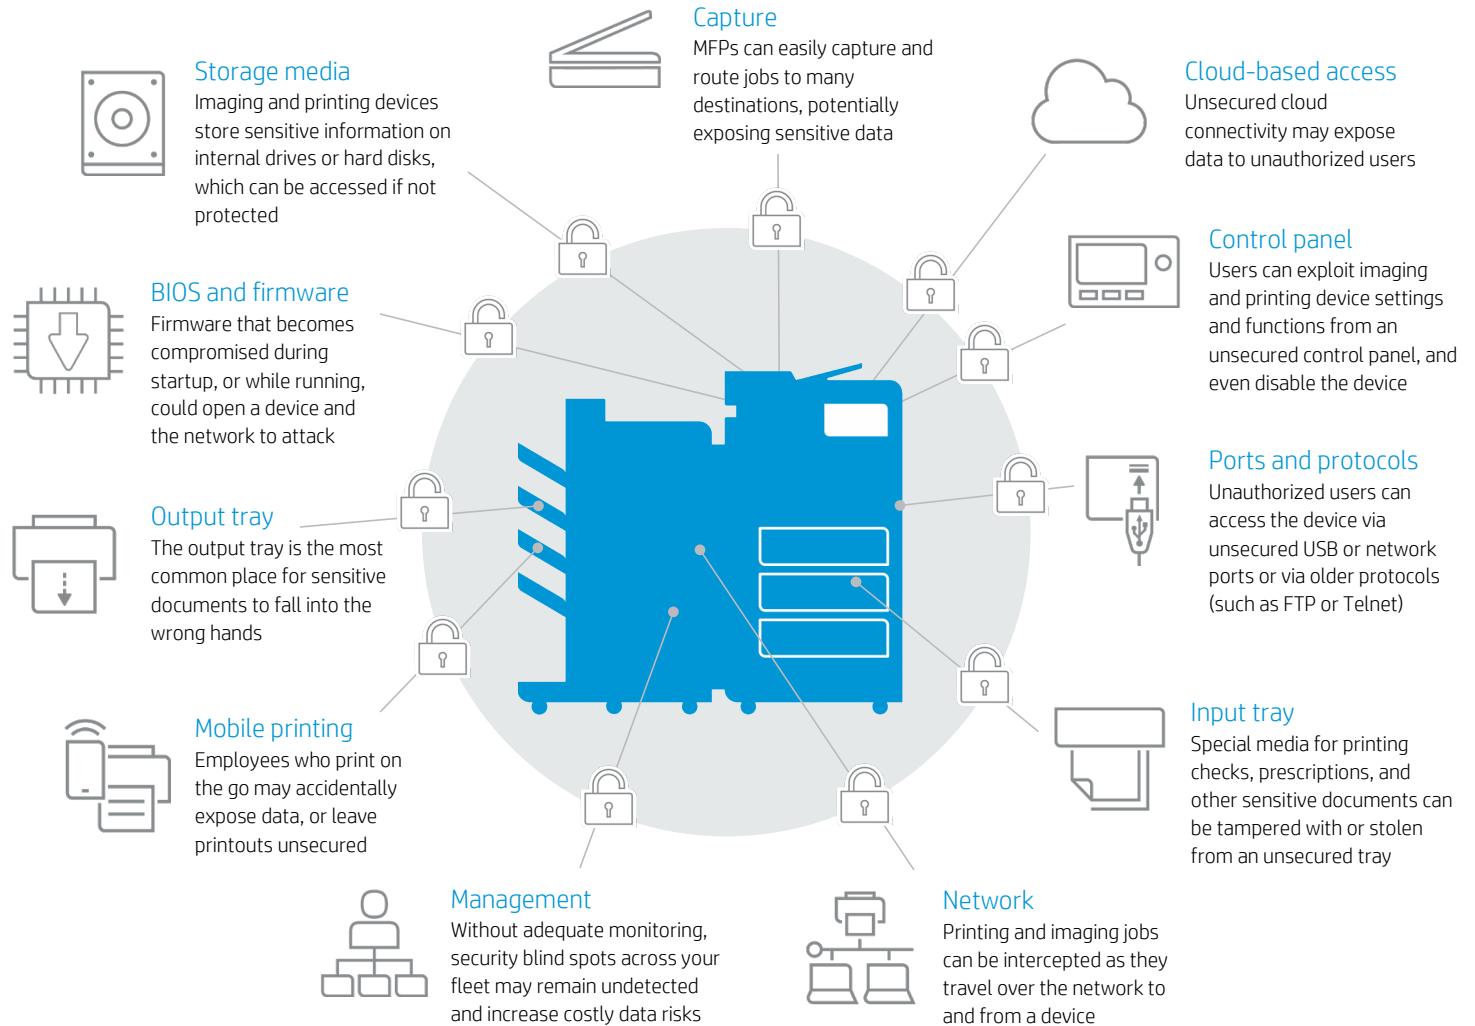 Capture
MFPs can easily capture and
route jobs to many
destinations, potentially
exposing sensitive data
Storage media
Imaging and printing devices
store sensitive information on
internal drives or hard disks,
which can be accessed if not
protected
Cloud-based access
Unsecured cloud
connectivity may expose
data to unauthorized users
BIOS and firmware
Firmware that becomes
compromised during
startup, or while running,
could open a device and
the network to attack
Control panel
Users can exploit imaging
and printing device settings
and functions from an
unsecured control panel, and
even disable the device
Output tray
The output tray is the most
common place for sensitive
documents to fall into the
wrong hands
Ports and protocols
Unauthorized users can
access the device via
unsecured USB or network
ports or via older protocols
(such as FTP or Telnet)
Mobile printing
Employees who print on
the go may accidentally
expose data, or leave
printouts unsecured
Input tray
Special media for printing
checks, prescriptions, and
other sensitive documents can
be tampered with or stolen
from an unsecured tray
Management
Without adequate monitoring,
security blind spots across your
fleet may remain undetected
and increase costly data risks
Network
Printing and imaging jobs
can be intercepted as they
travel over the network to
and from a device